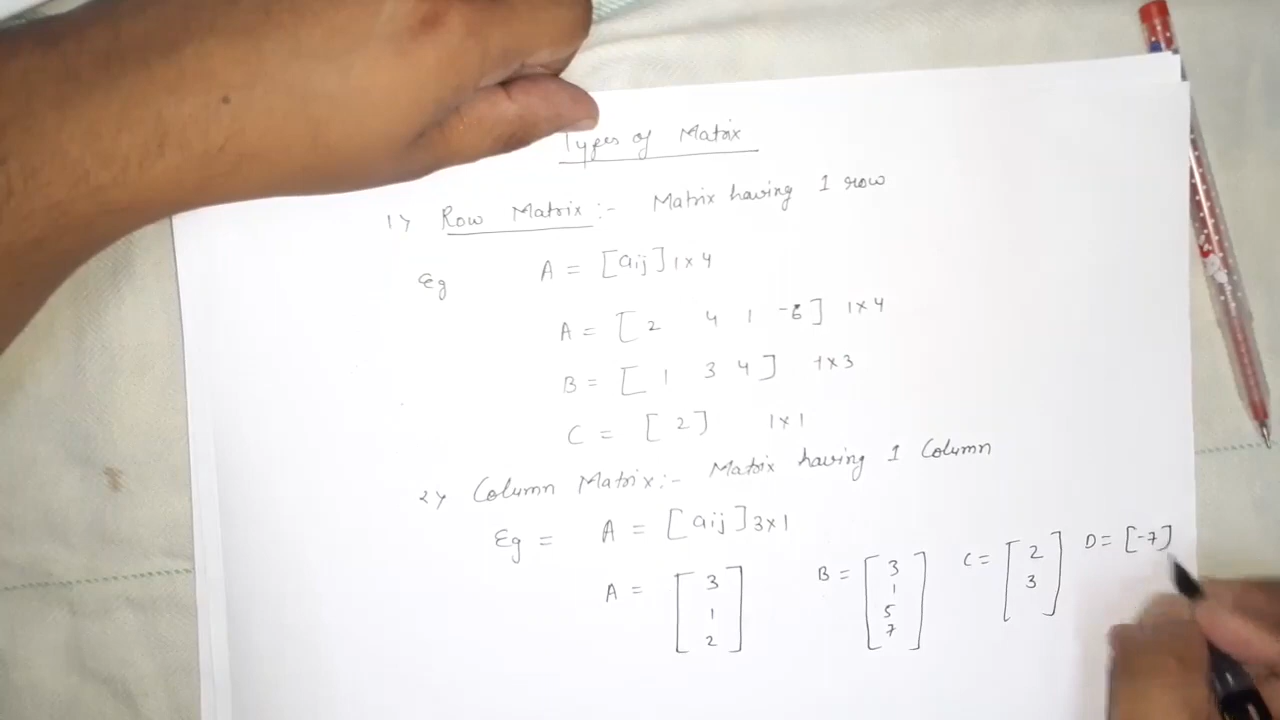 Types of Matrix
1) Row Matrix :- Matrix having 1 row
Eg A = [aij] 1×4
A = [2 4 1 -6] 1×4
B = [1 3 4] 1×3
C = [2] 1×1
2) Column Matrix :- Matrix having 1 Column
Eg = A = [aij] 3×1
A = [3 1 2] B = [3 1 5 7] C = [2 3] D = [-7]